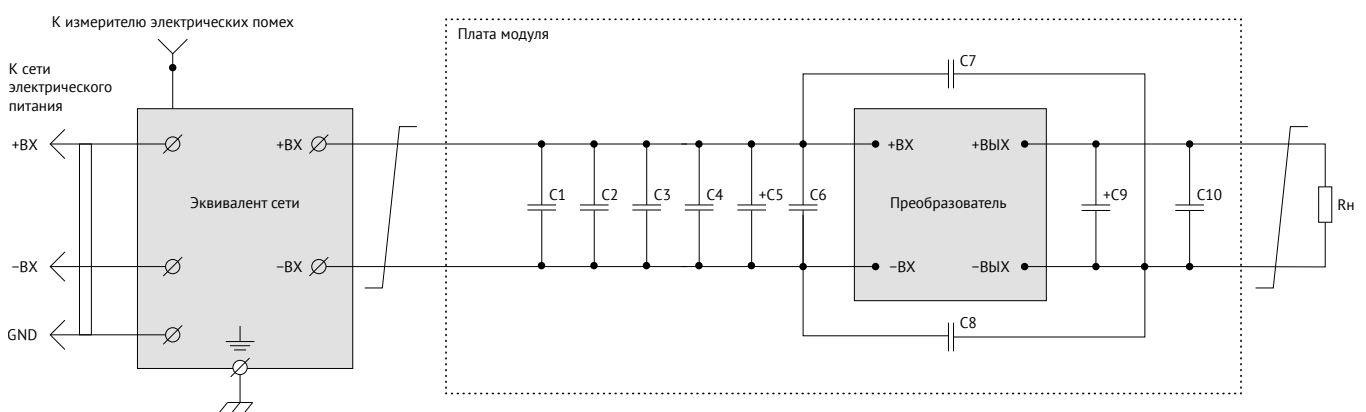 К измерителю электрических помех
Плата модуля
К сети
электрического
питания
C7
+ВХ
+ВХ
+ВХ
+ВЫХ
Эквивалент сети
C1
C2
C3
C4
+C5
C6
Преобразователь
+C9
C10
Rн
−ВХ
−ВХ
−ВХ
−ВЫХ
GND
C8